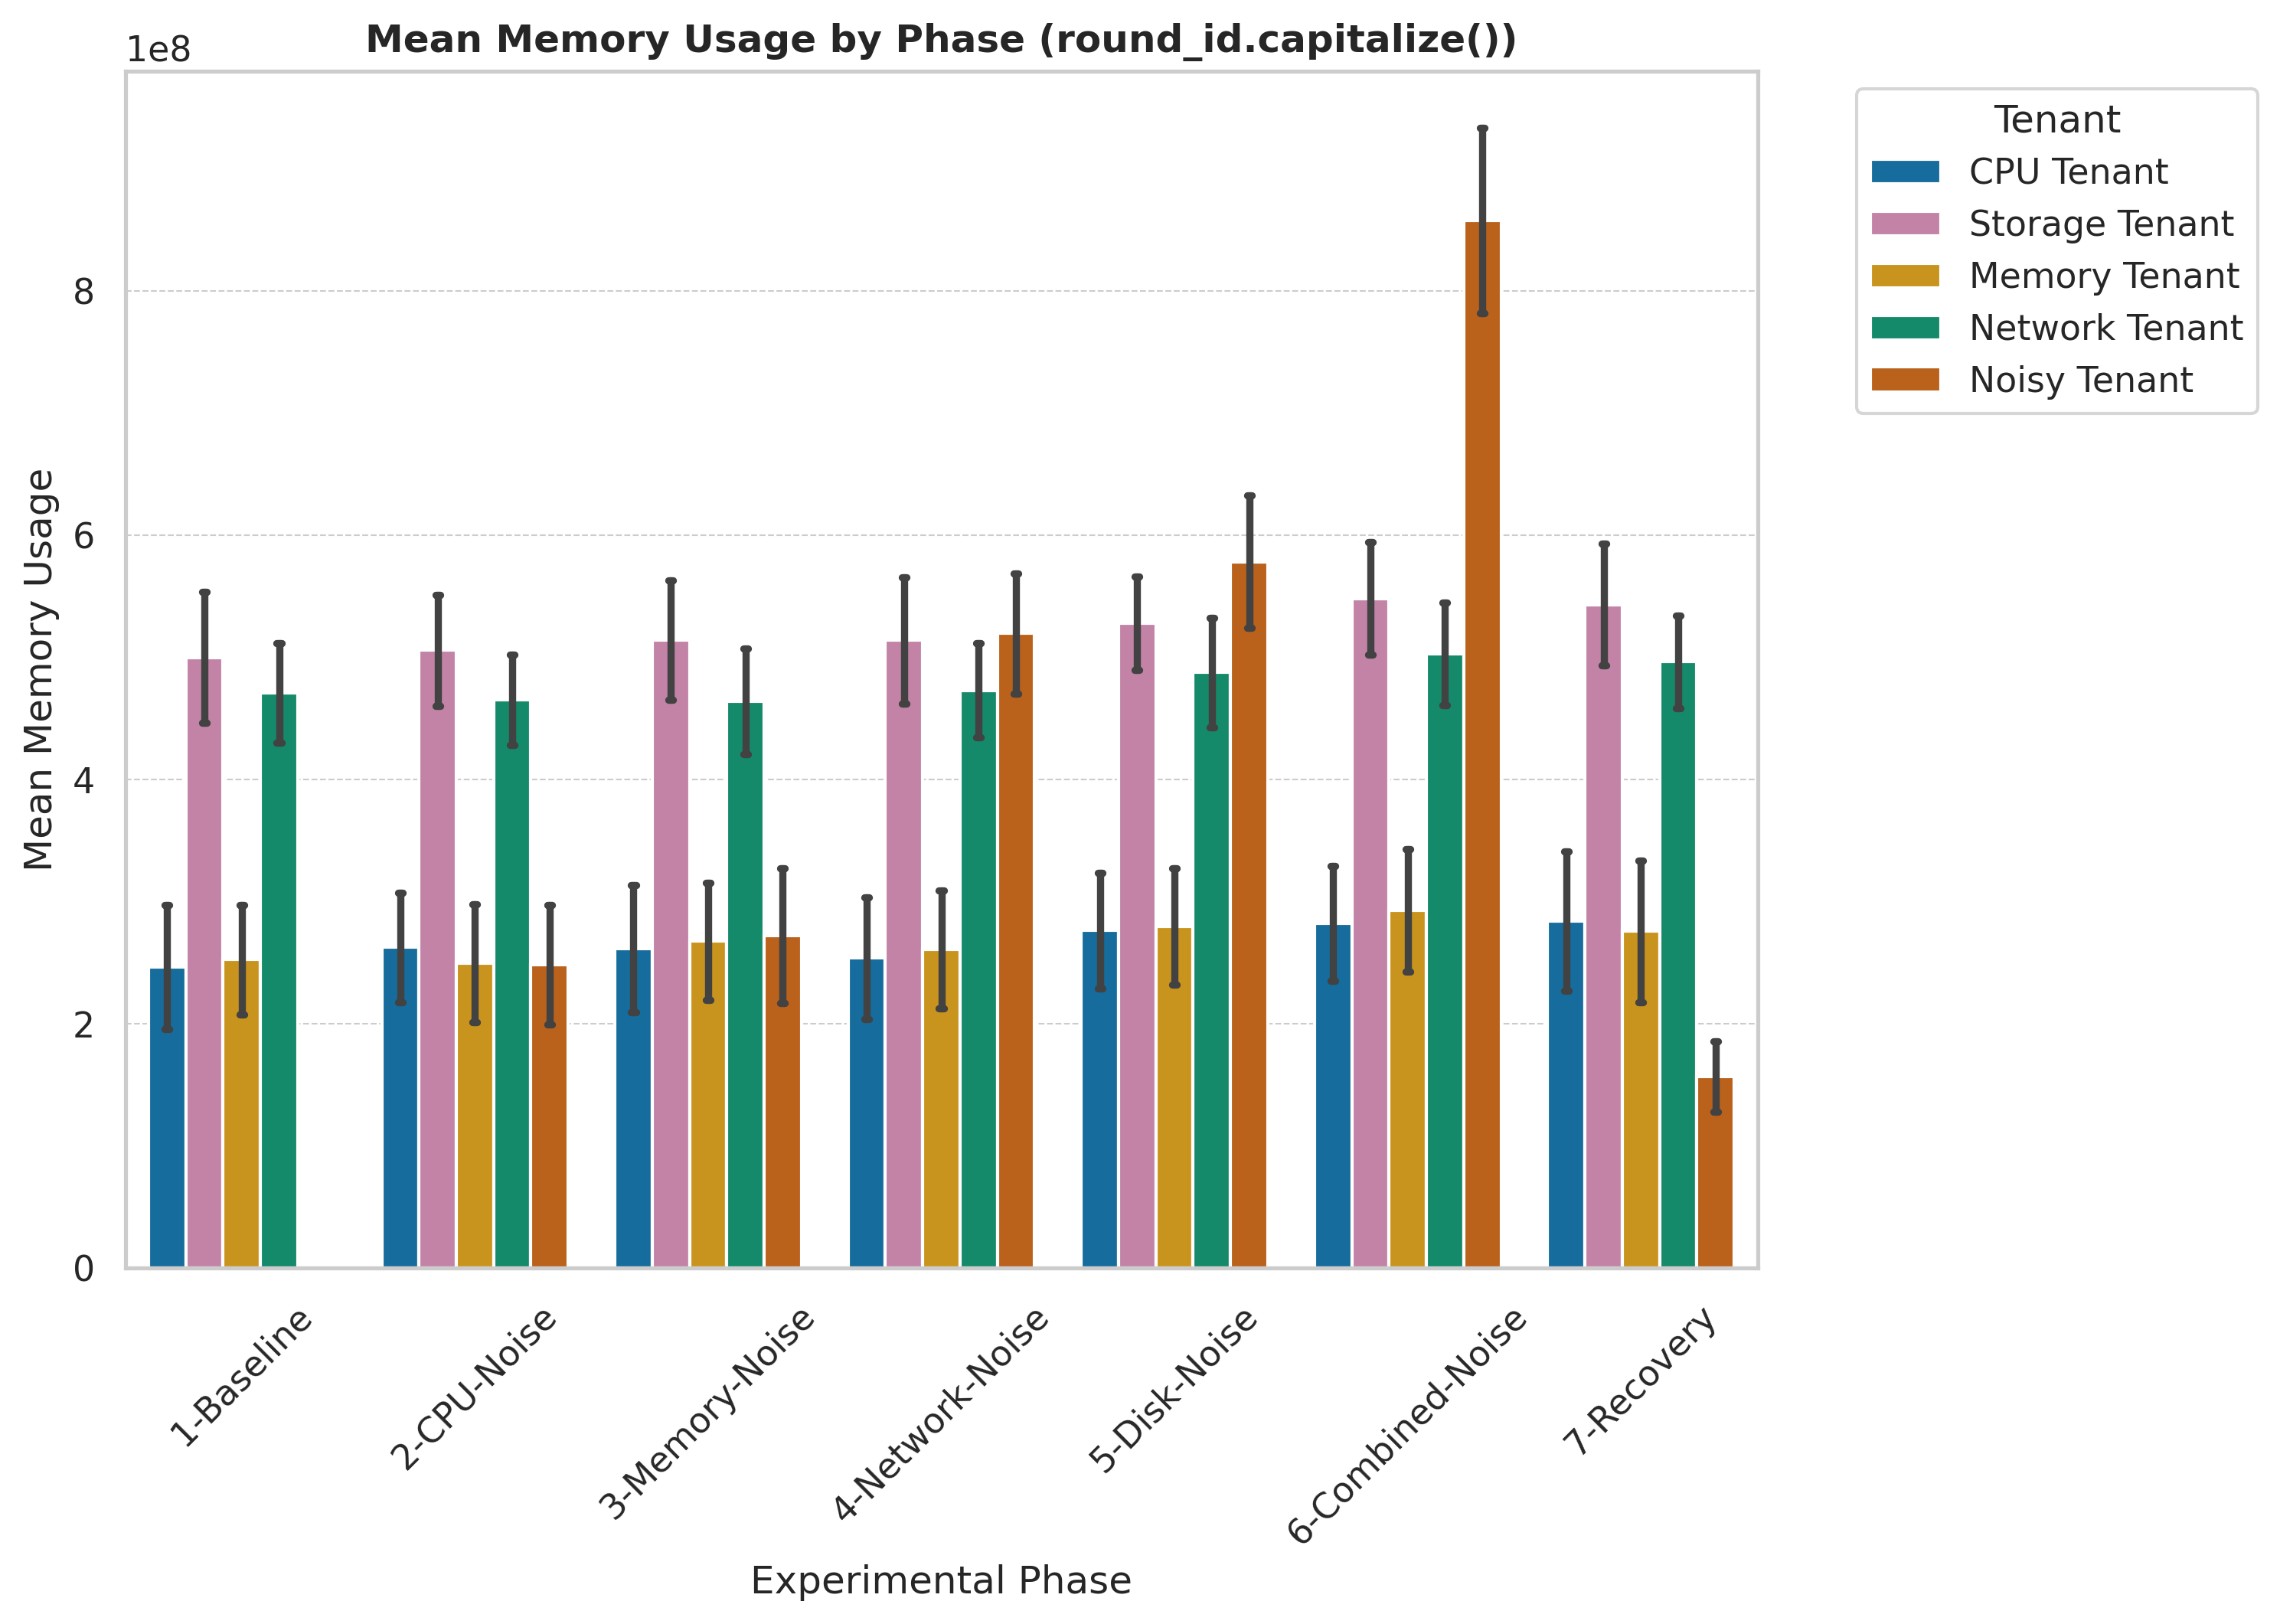 Mean Memory Usage by Phase (round_id.capitalize())
1e8
Mean Memory Usage
8
6
4
2
0
1-Baseline
2-CPU-Noise
3-Memory-Noise
4-Network-Noise
5-Disk-Noise
6-Combined-Noise
7-Recovery
Experimental Phase
Tenant
CPU Tenant
Storage Tenant
Memory Tenant
Network Tenant
Noisy Tenant